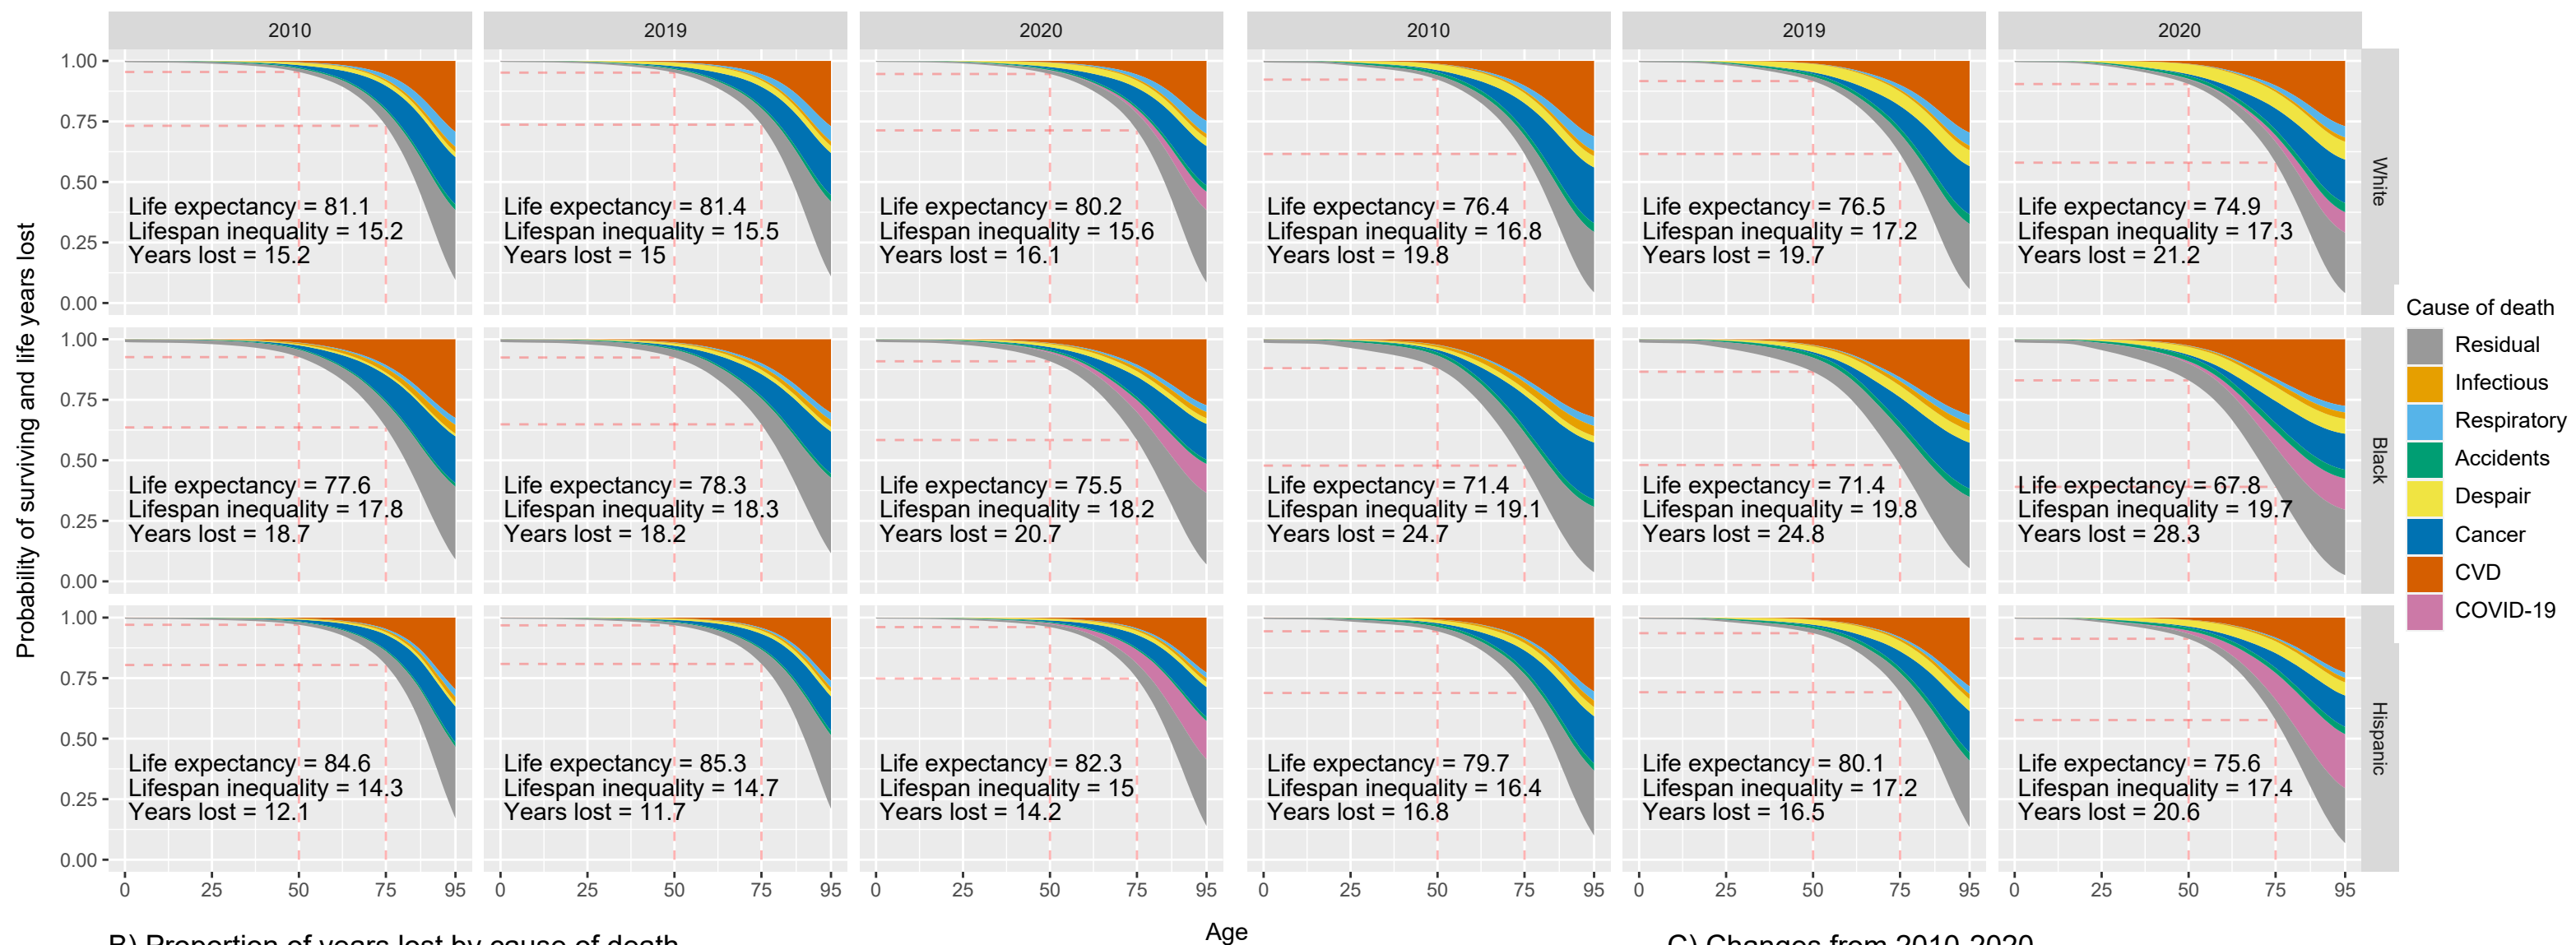 2010 2019 2020 2010 2019 2020
Probability of surviving and life years lost
1.00
0.75
0.50
0.25
0.00
Life expectancy = 81.1
Lifespan inequality = 15.2
Years lost = 15.2
Life expectancy = 81.4
Lifespan inequality = 15.5
Years lost = 15
Life expectancy = 80.2
Lifespan inequality = 15.6
Years lost = 16.1
Life expectancy = 76.4
Lifespan inequality = 16.8
Years lost = 19.8
Life expectancy = 76.5
Lifespan inequality = 17.2
Years lost = 19.7
Life expectancy = 74.9
Lifespan inequality = 17.3
Years lost = 21.2
White
1.00
0.75
0.50
0.25
0.00
Life expectancy = 77.6
Lifespan inequality = 17.8
Years lost = 18.7
Life expectancy = 78.3
Lifespan inequality = 18.3
Years lost = 18.2
Life expectancy = 75.5
Lifespan inequality = 18.2
Years lost = 20.7
Life expectancy = 71.4
Lifespan inequality = 19.1
Years lost = 24.7
Life expectancy = 71.4
Lifespan inequality = 19.8
Years lost = 24.8
Life expectancy = 67.8
Lifespan inequality = 19.7
Years lost = 28.3
Black
1.00
0.75
0.50
0.25
0.00
Life expectancy = 84.6
Lifespan inequality = 14.3
Years lost = 12.1
Life expectancy = 85.3
Lifespan inequality = 14.7
Years lost = 11.7
Life expectancy = 82.3
Lifespan inequality = 15
Years lost = 14.2
Life expectancy = 79.7
Lifespan inequality = 16.4
Years lost = 16.8
Life expectancy = 80.1
Lifespan inequality = 17.2
Years lost = 16.5
Life expectancy = 75.6
Lifespan inequality = 17.4
Years lost = 20.6
Hispanic
0 25 50 75 95 0 25 50 75 95 0 25 50 75 95 0 25 50 75 95 0 25 50 75 95 0 25 50 75 95
Age
Cause of death
Residual
Infectious
Respiratory
Accidents
Despair
Cancer
CVD
COVID-19
B) Proportion of years lost by cause of death
C) Changes from 2010-2020